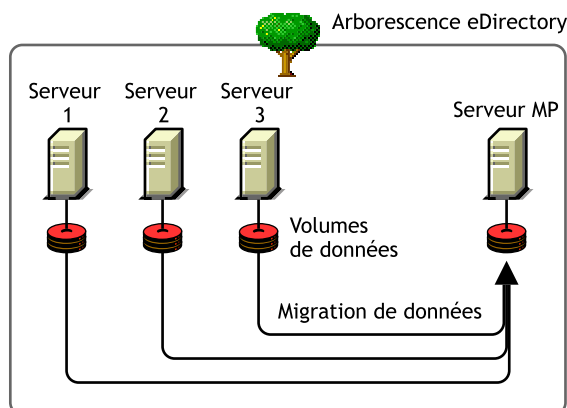 Arborescence eDirectory
Serveur
1
Serveur
2
Serveur
3
Serveur MP
Volumes
de données
Migration de données